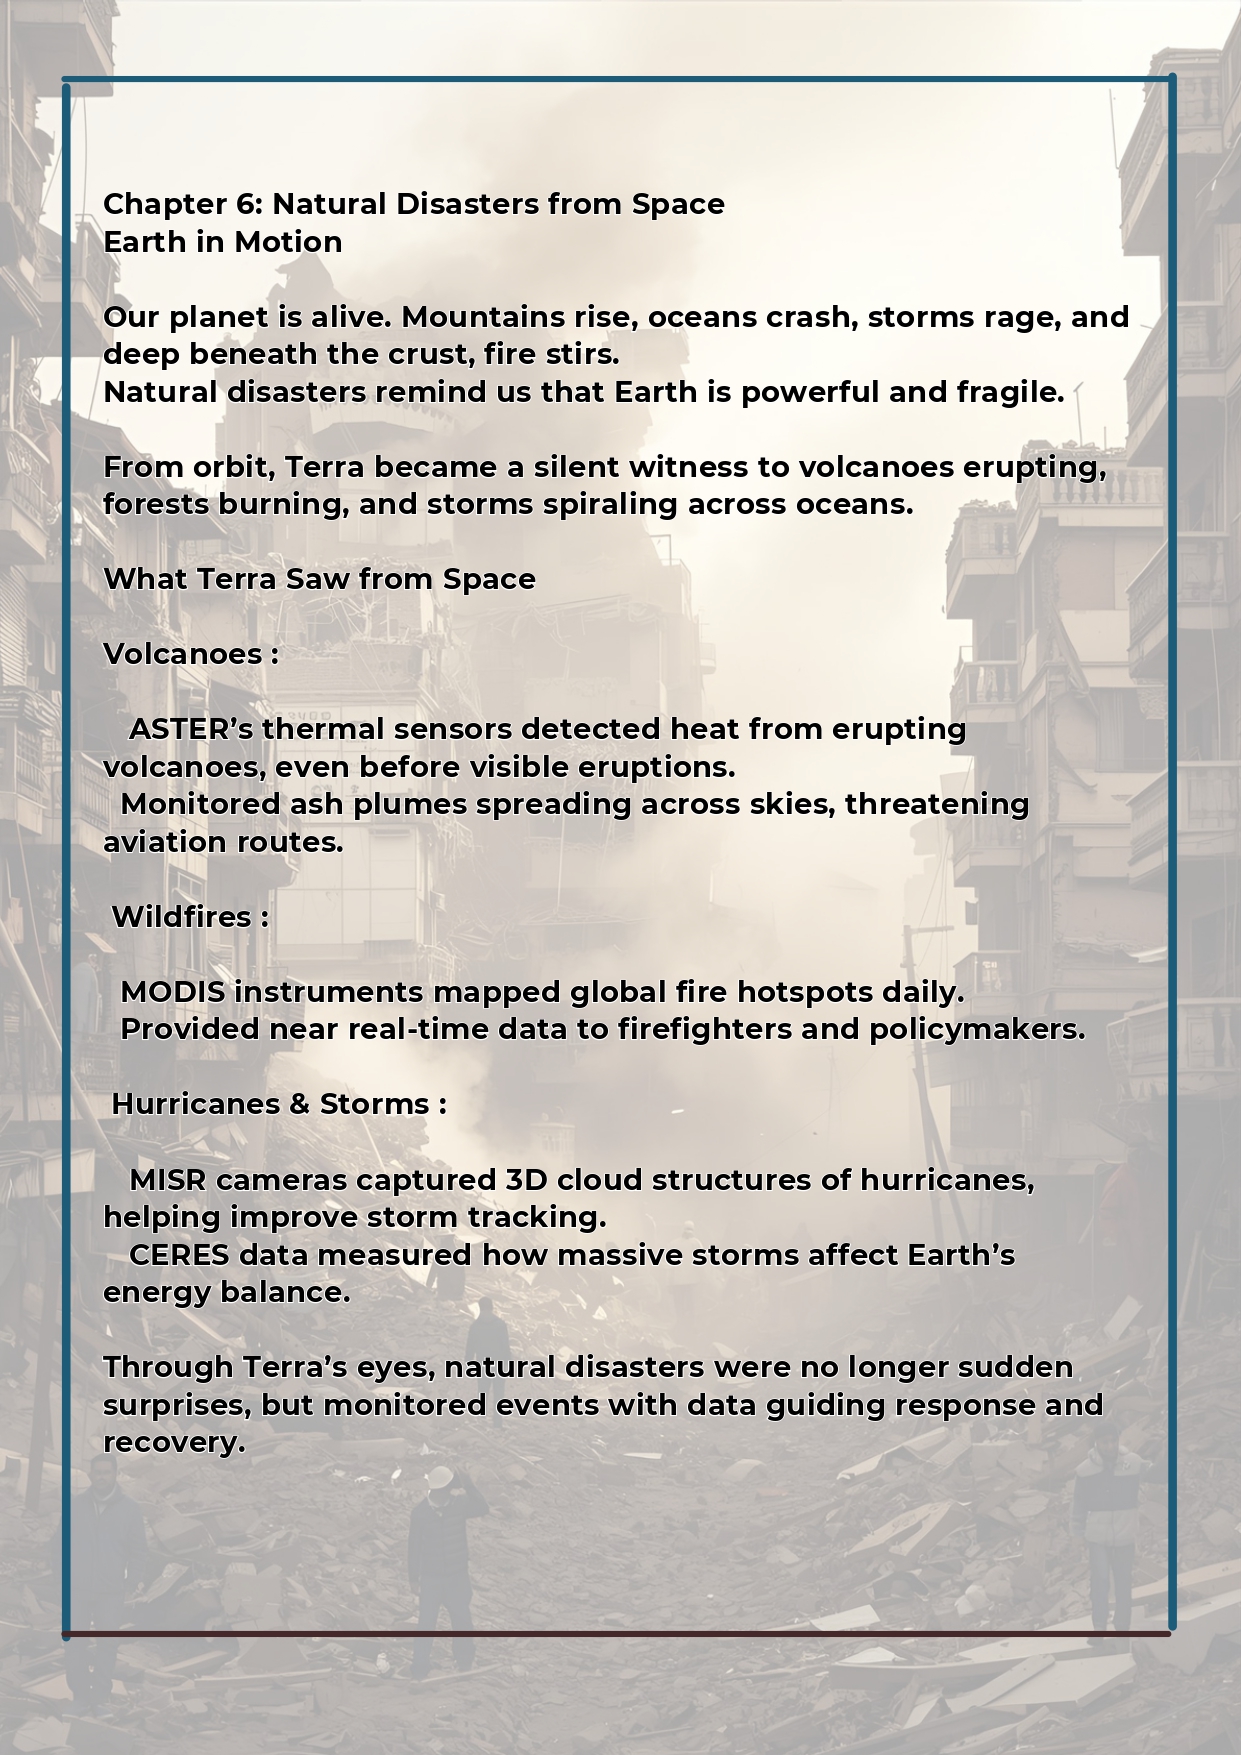 Chapter 6: Natural Disasters from Space
Earth in Motion
Our planet is alive. Mountains rise, oceans crash, storms rage, and
deep beneath the crust, fire stirs.
Natural disasters remind us that Earth is powerful and fragile.
From orbit, Terra became a silent witness to volcanoes erupting,
forests burning, and storms spiraling across oceans.
What Terra Saw from Space
Volcanoes :
ASTER’s thermal sensors detected heat from erupting
volcanoes, even before visible eruptions.
Monitored ash plumes spreading across skies, threatening
aviation routes.
Wildfires :
MODIS instruments mapped global fire hotspots daily.
Provided near real-time data to firefighters and policymakers.
Hurricanes & Storms :
MISR cameras captured 3D cloud structures of hurricanes,
helping improve storm tracking.
CERES data measured how massive storms affect Earth’s
energy balance.
Through Terra’s eyes, natural disasters were no longer sudden
surprises, but monitored events with data guiding response and
recovery.